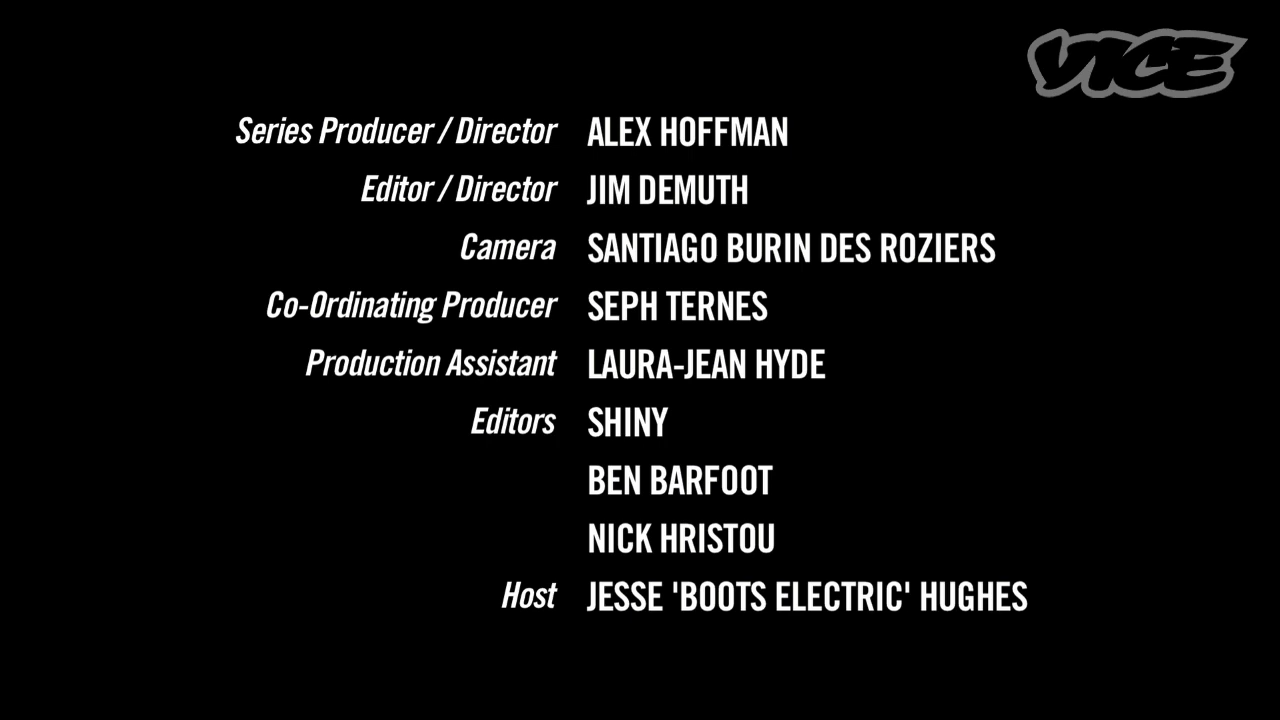 VICE
Series Producer / Director ALEX HOFFMAN
Editor / Director JIM DEMUTH
Camera SANTIAGO BURIN DES ROZIERS
Co-Ordinating Producer SEPH TERNES
Production Assistant LAURA-JEAN HYDE
Editors SHINY
BEN BARFOOT
NICK HRISTOU
Host JESSE 'BOOTS ELECTRIC' HUGHES